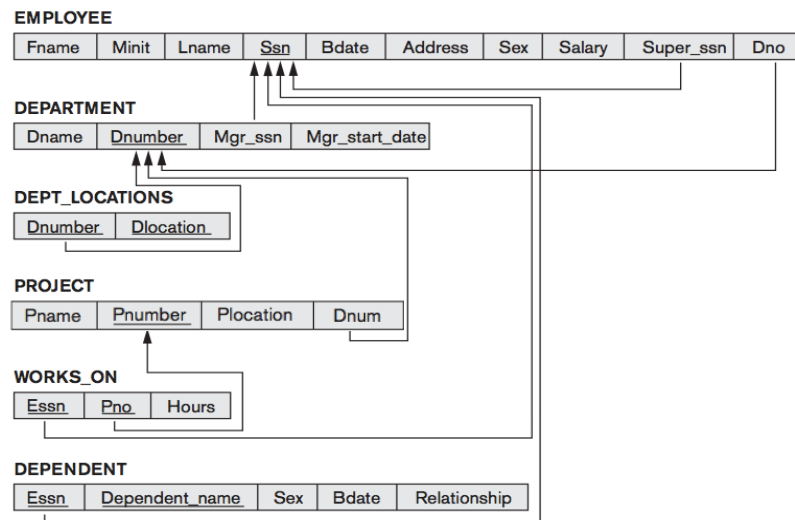 EMPLOYEE
Fname Minit Lname Ssn Bdate Address Sex Salary Super_ssn Dno
DEPARTMENT
Dname Dnumber Mgr_ssn Mgr_start_date
DEPT_LOCATIONS
Dnumber Dlocation
PROJECT
Pname Pnumber Plocation Dnum
WORKS_ON
Essn Pno Hours
DEPENDENT
Essn Dependent_name Sex Bdate Relationship